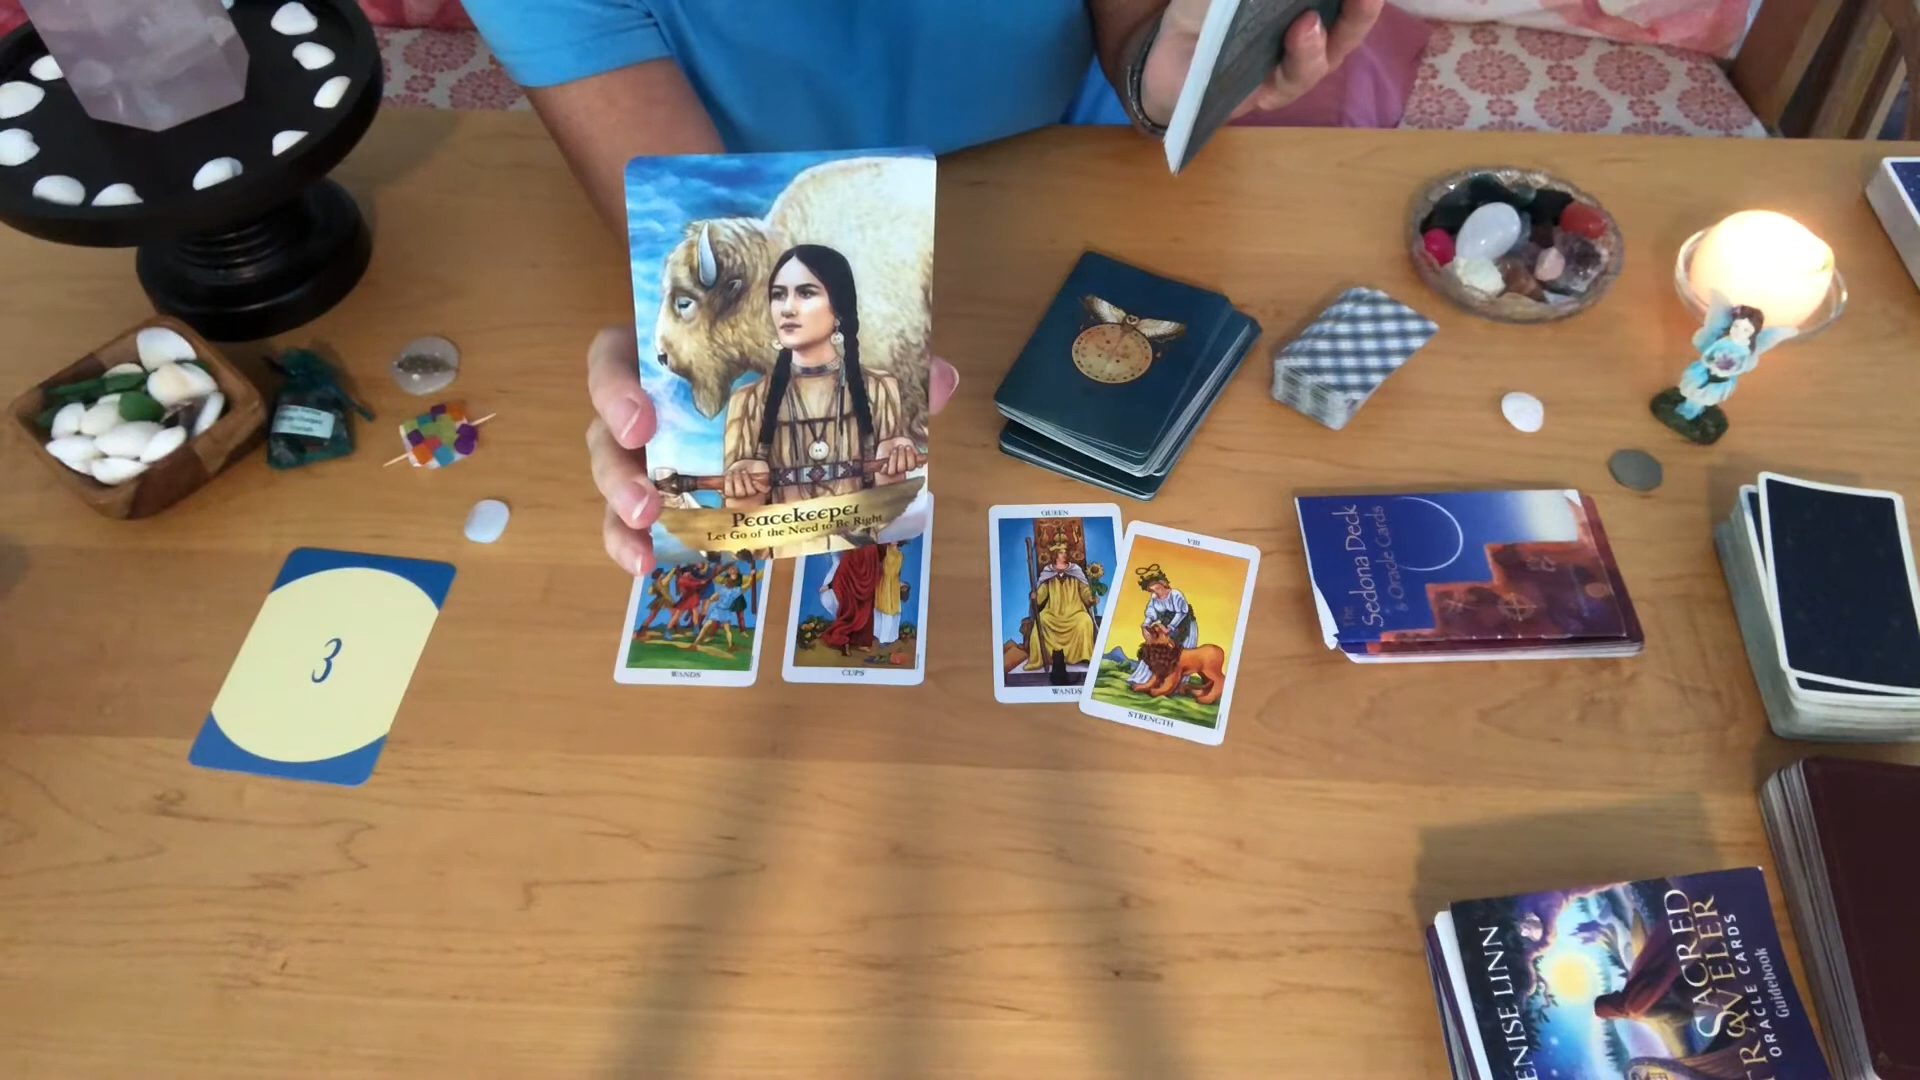 Peacekeeper
Let Go of the Need to Be Right
3
WANDS
CUPS
QUEEN
WANDS
VIII
STRENGTH
The
Sedona Deck
Oracle Cards
ENISE LINN
SACRED
ORACLE CARDS
Guidebook